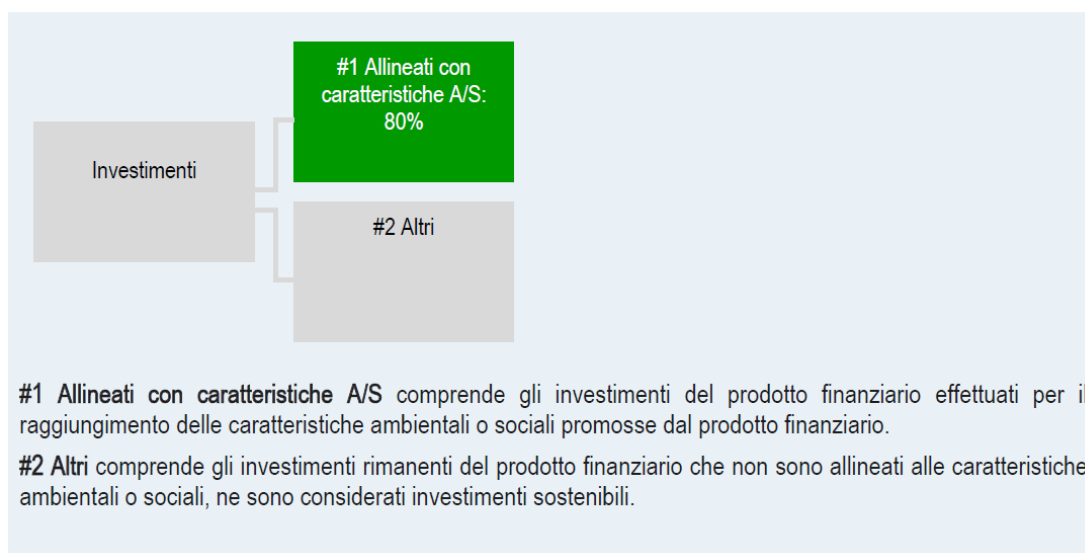 #1 Allineati con
caratteristiche A/S:
80%
Investimenti
#2 Altri
#1 Allineati con caratteristiche A/S comprende gli investimenti del prodotto finanziario effettuati per il
raggiungimento delle caratteristiche ambientali o sociali promosse dal prodotto finanziario.
#2 Altri comprende gli investimenti rimanenti del prodotto finanziario che non sono allineati alle caratteristiche
ambientali o sociali, ne sono considerati investimenti sostenibili.